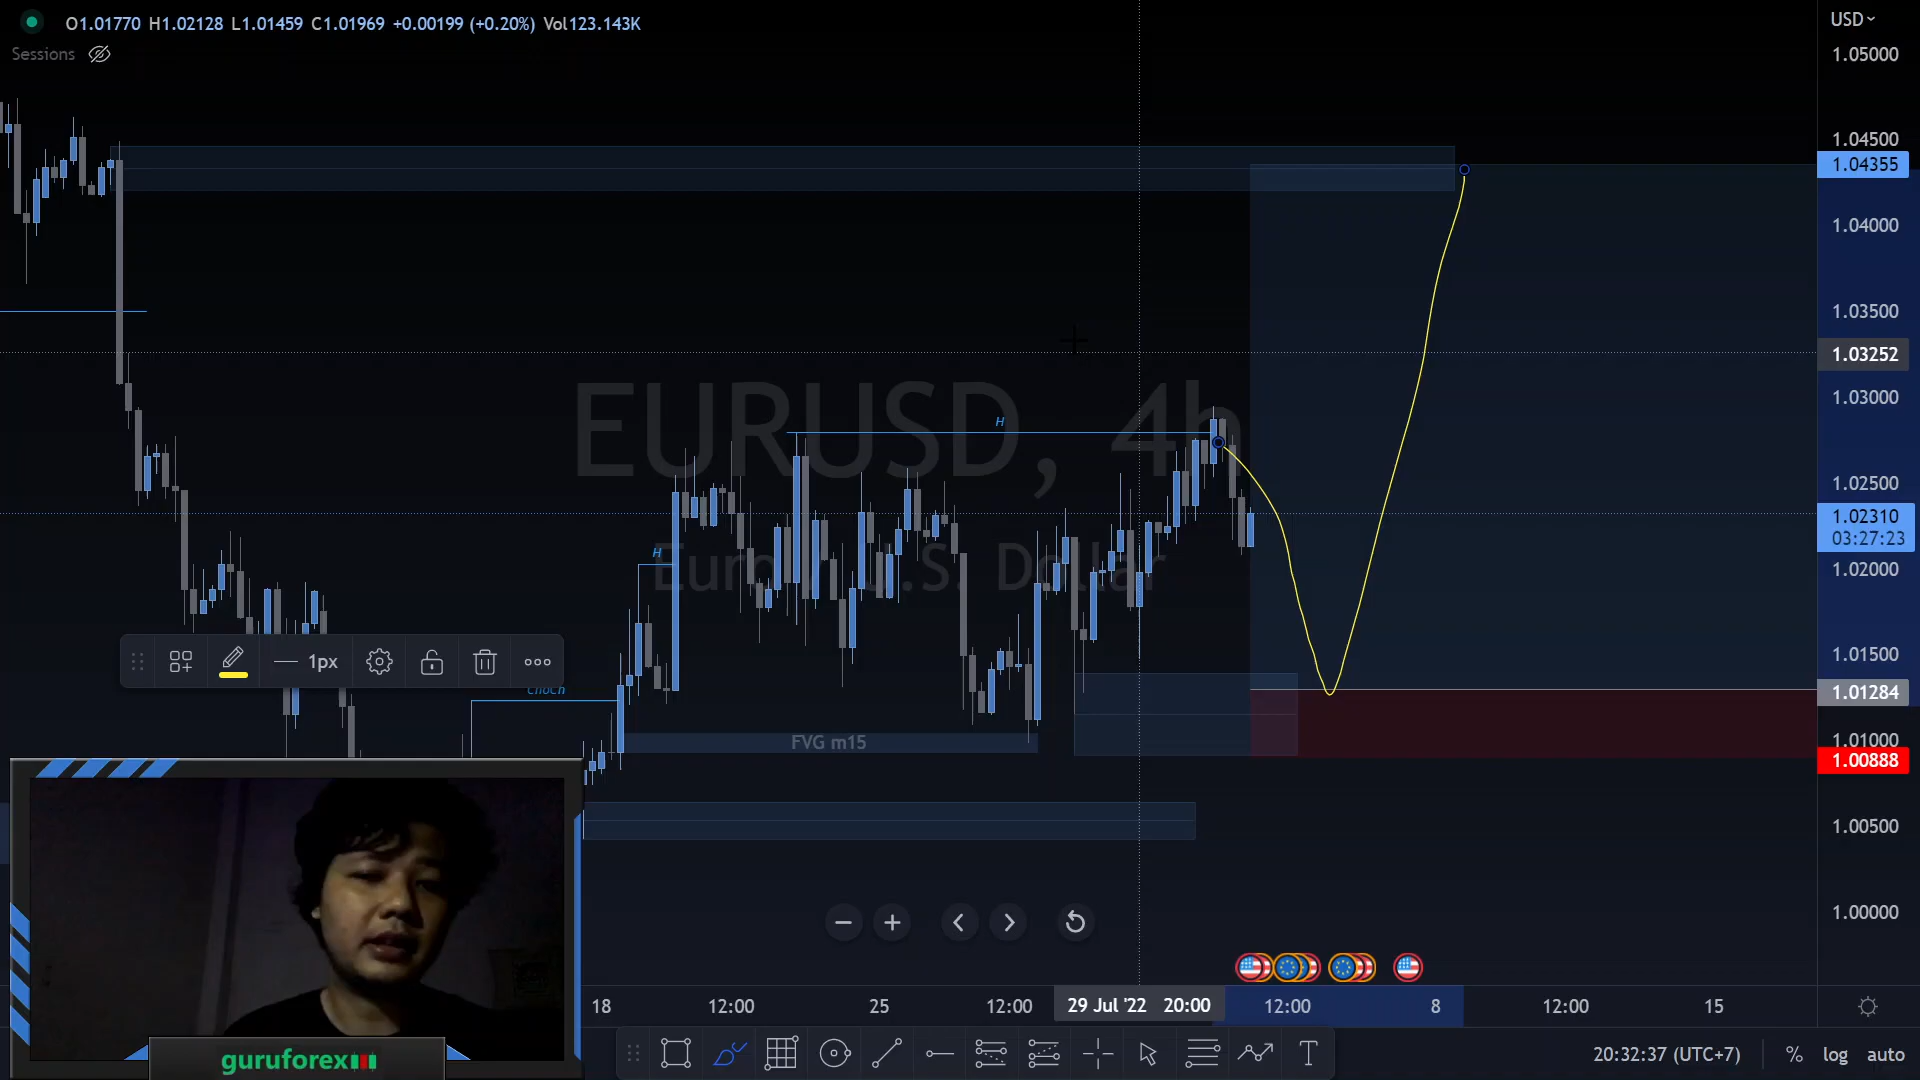 O1.01770 H1.02128 L1.01459 C1.01969 +0.00199 (+0.20%) Vol123.143K
USD
Sessions
1.05000
1.04500
1.04355
1.04000
1.03500
1.03252
1.03000
H
EURUSD, 4h
1.02500
1.02310
03:27:23
H
Euro / U.S. Dollar
1.02000
1.01500
1px
ChoCh
1.01284
FVG m15
1.01000
1.00888
1.00500
1.00000
18
12:00
25
12:00
29 Jul '22 20:00
12:00
8
12:00
15
guruforex
20:32:37 (UTC+7)
%
log
auto